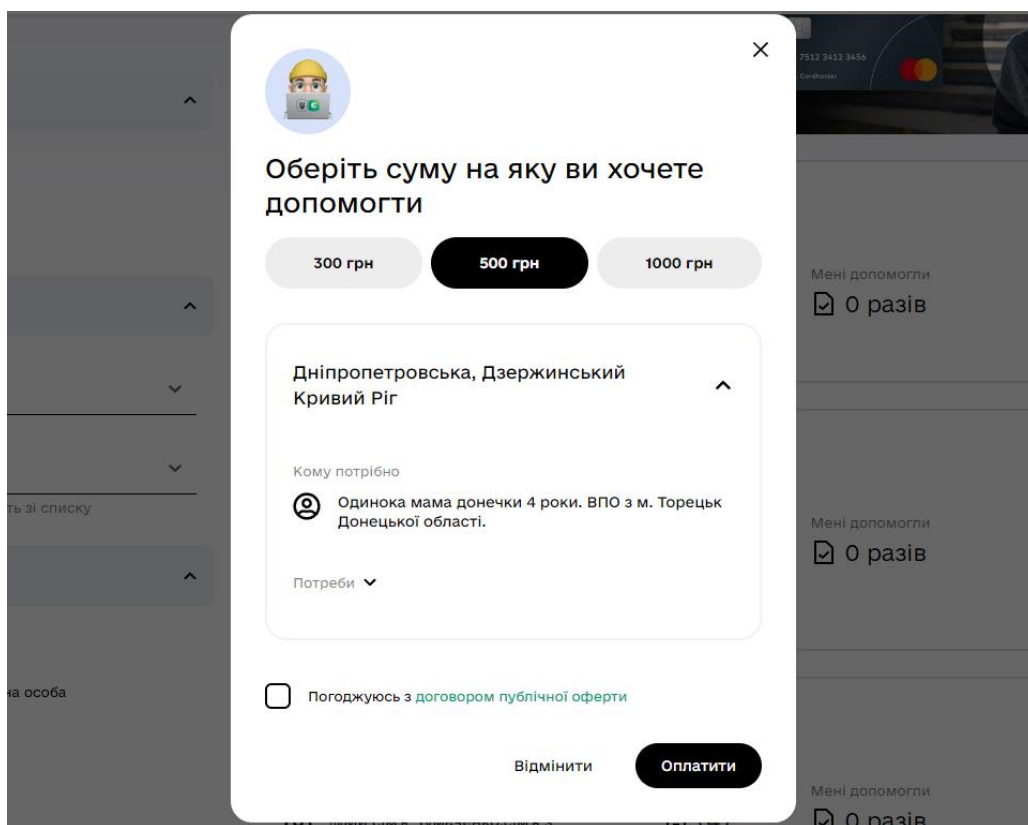 7512 3412 3456
Cardholder
Оберіть суму на яку ви хочете
допомогти
300 грн
500 грн
1000 грн
Мені допомогли
0 разів
Дніпропетровська, Дзержинський
Кривий Ріг
Кому потрібно
Одинока мама донечки 4 роки. ВПО з м. Торецьк
Донецької області.
ть зі списку
Мені допомогли
0 разів
Потреби
на особа
Погоджуюсь з договором публічної оферти
Відмінити
Оплатити
Мені допомогли
0 разів